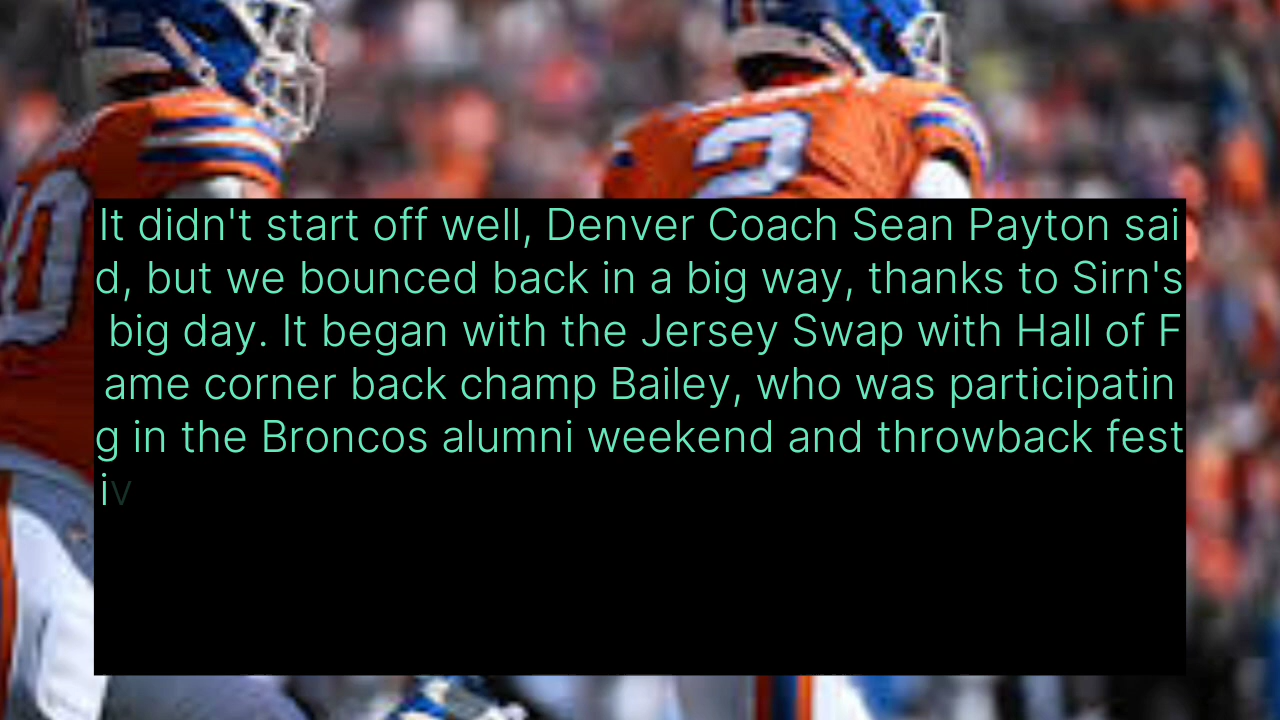 It didn't start off well, Denver Coach Sean Payton sai
d, but we bounced back in a big way, thanks to Sirn's
big day. It began with the Jersey Swap with Hall of F
ame corner back champ Bailey, who was participatin
g in the Broncos alumni weekend and throwback fest
iv
2
0